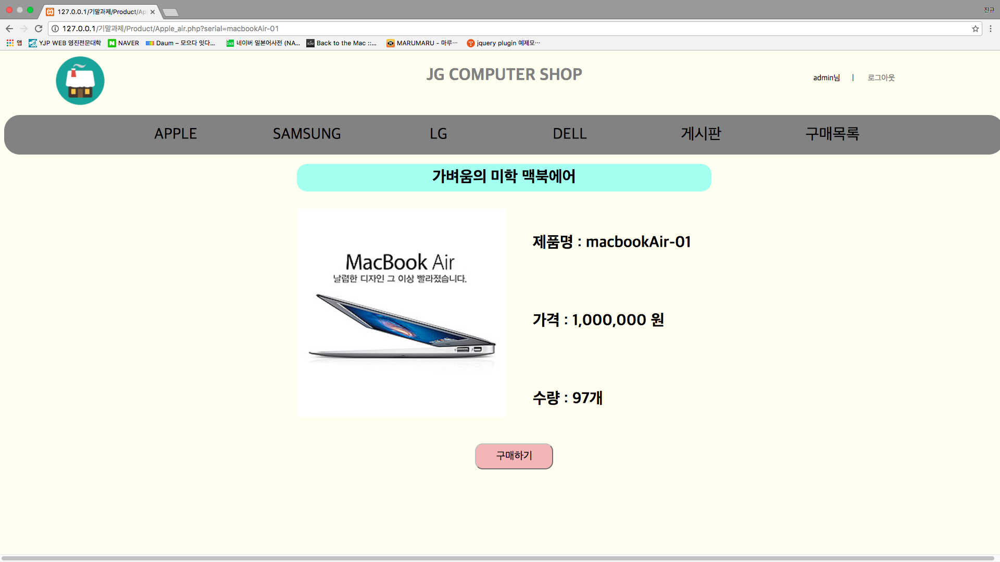 127.0.0.1/기말과제/Product/Ap
진규
127.0.0.1/기말과제/Product/Apple_air.php?serial=macbookAir-01
앱
YJP WEB 영진전문대학
NAVER
Daum – 모으다 잇다...
네이버 일본어사전 (NA...
Back to the Mac ::...
MARUMARU - 마루...
jquery plugin 예제모...
JG COMPUTER SHOP
admin님 | 로그아웃
APPLE SAMSUNG LG DELL 게시판 구매목록
가벼움의 미학 맥북에어
MacBook Air
날렵한 디자인 그 이상 빨라졌습니다.
제품명 : macbookAir-01
가격 : 1,000,000 원
수량 : 97개
구매하기